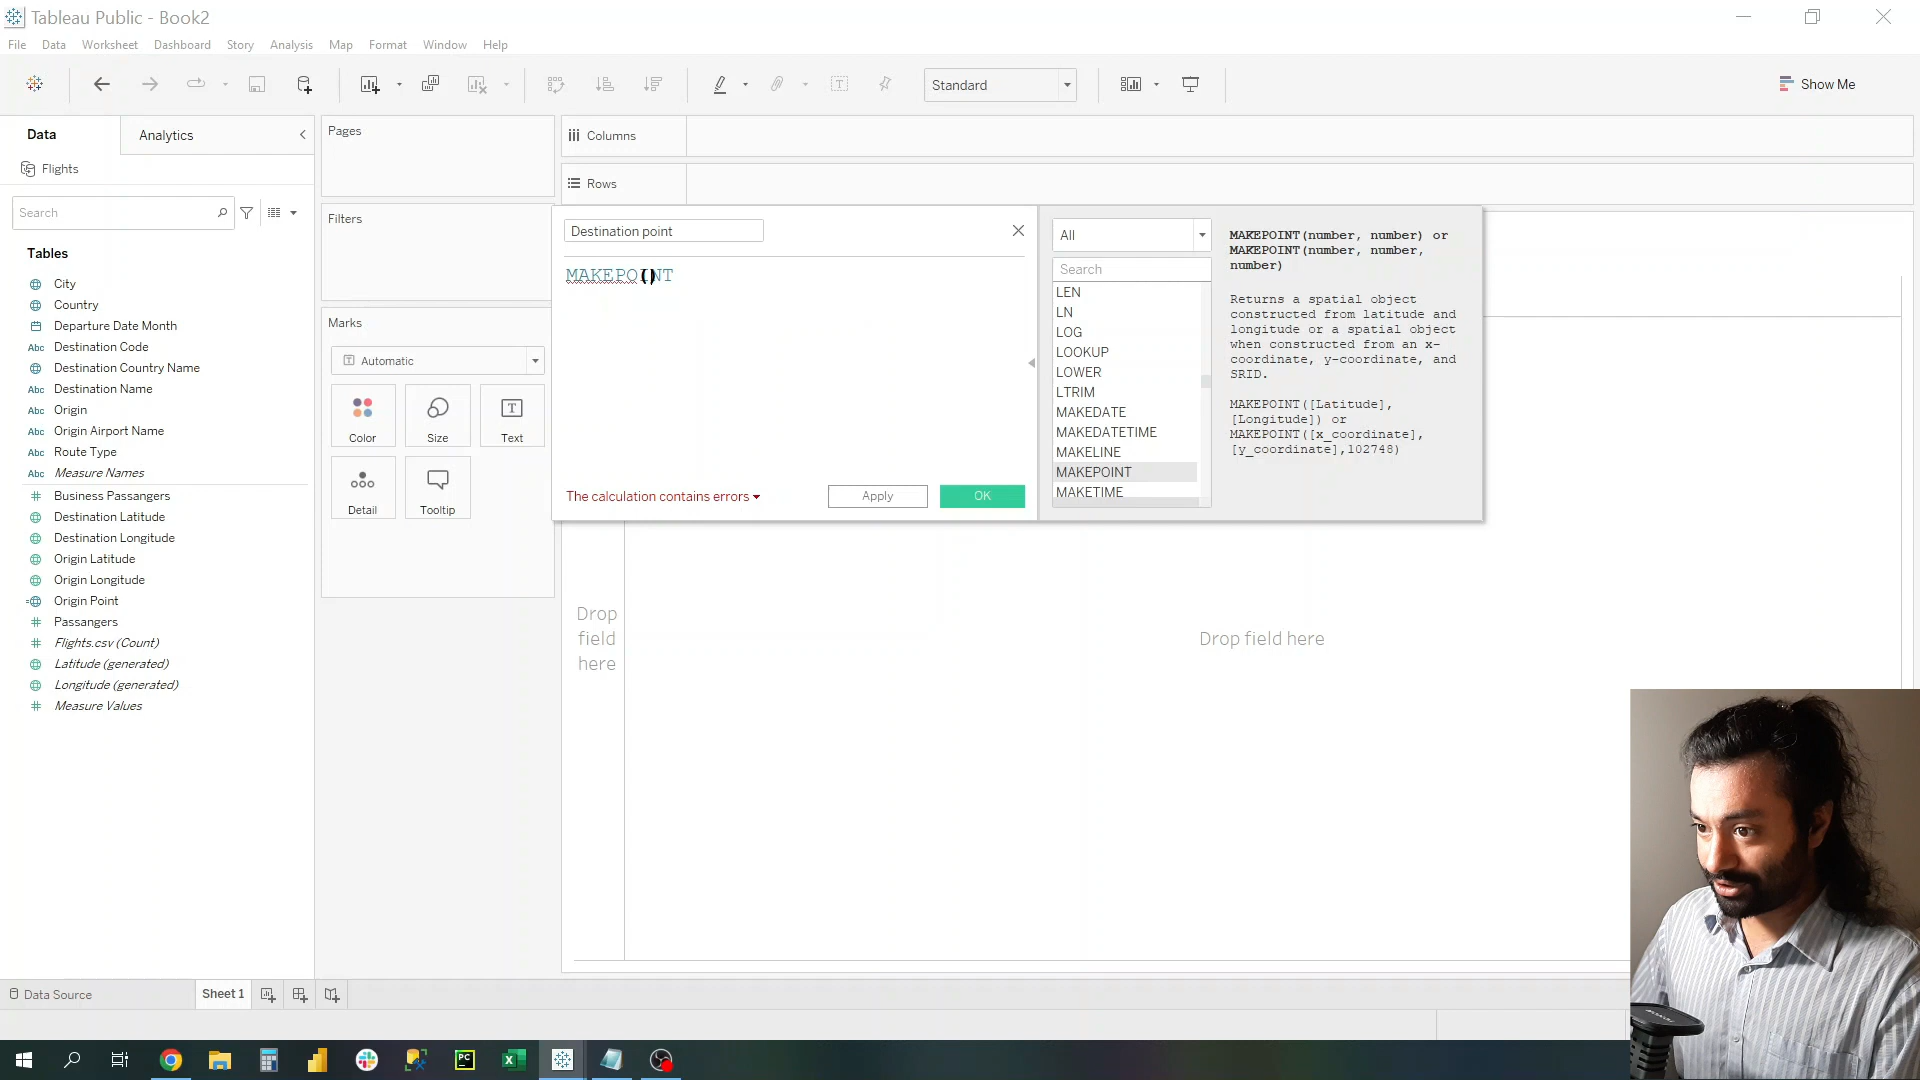 Tableau Public - Book2
File Data Worksheet Dashboard Story Analysis Map Format Window Help
Standard
Show Me
Data
Analytics
Flights
Search
Tables
City
Country
Departure Date Month
Abc Destination Code
Destination Country Name
Abc Destination Name
Abc Origin
Abc Origin Airport Name
Abc Route Type
Abc Measure Names
Business Passangers
Destination Latitude
Destination Longitude
Origin Latitude
Origin Longitude
Origin Point
Passangers
Flights.csv (Count)
Latitude (generated)
Longitude (generated)
Measure Values
Pages
Filters
Marks
Automatic
Color
Size
Text
Detail
Tooltip
Columns
Rows
Destination point
The calculation contains errors
Apply
OK
All
Search
LEN
LN
LOG
LOOKUP
LOWER
LTRIM
MAKEDATE
MAKEDATETIME
MAKELINE
MAKEPOINT
MAKETIME
MAKEPOINT(number, number) or
MAKEPOINT(number, number,
number)
Returns a spatial object
constructed from latitude and
longitude or a spatial object
when constructed from an x-
coordinate, y-coordinate, and
SRID.
MAKEPOINT([Latitude],
[Longitude]) or
MAKEPOINT([x_coordinate],
[y_coordinate],102748)
Drop
field
here
Drop field here
Data Source
Sheet 1